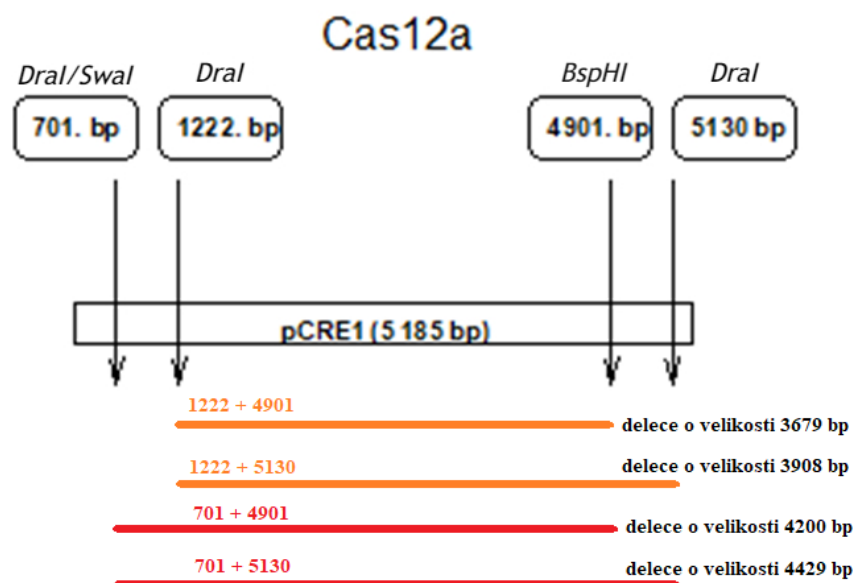 Cas12a
DraI/SwaI DraI BspHI DraI
701. bp 1222. bp 4901. bp 5130 bp
pCRE1 (5 185 bp)
1222 + 4901
delece o velikosti 3679 bp
1222 + 5130 delece o velikosti 3908 bp
701 + 4901
delece o velikosti 4200 bp
701 + 5130 delece o velikosti 4429 bp